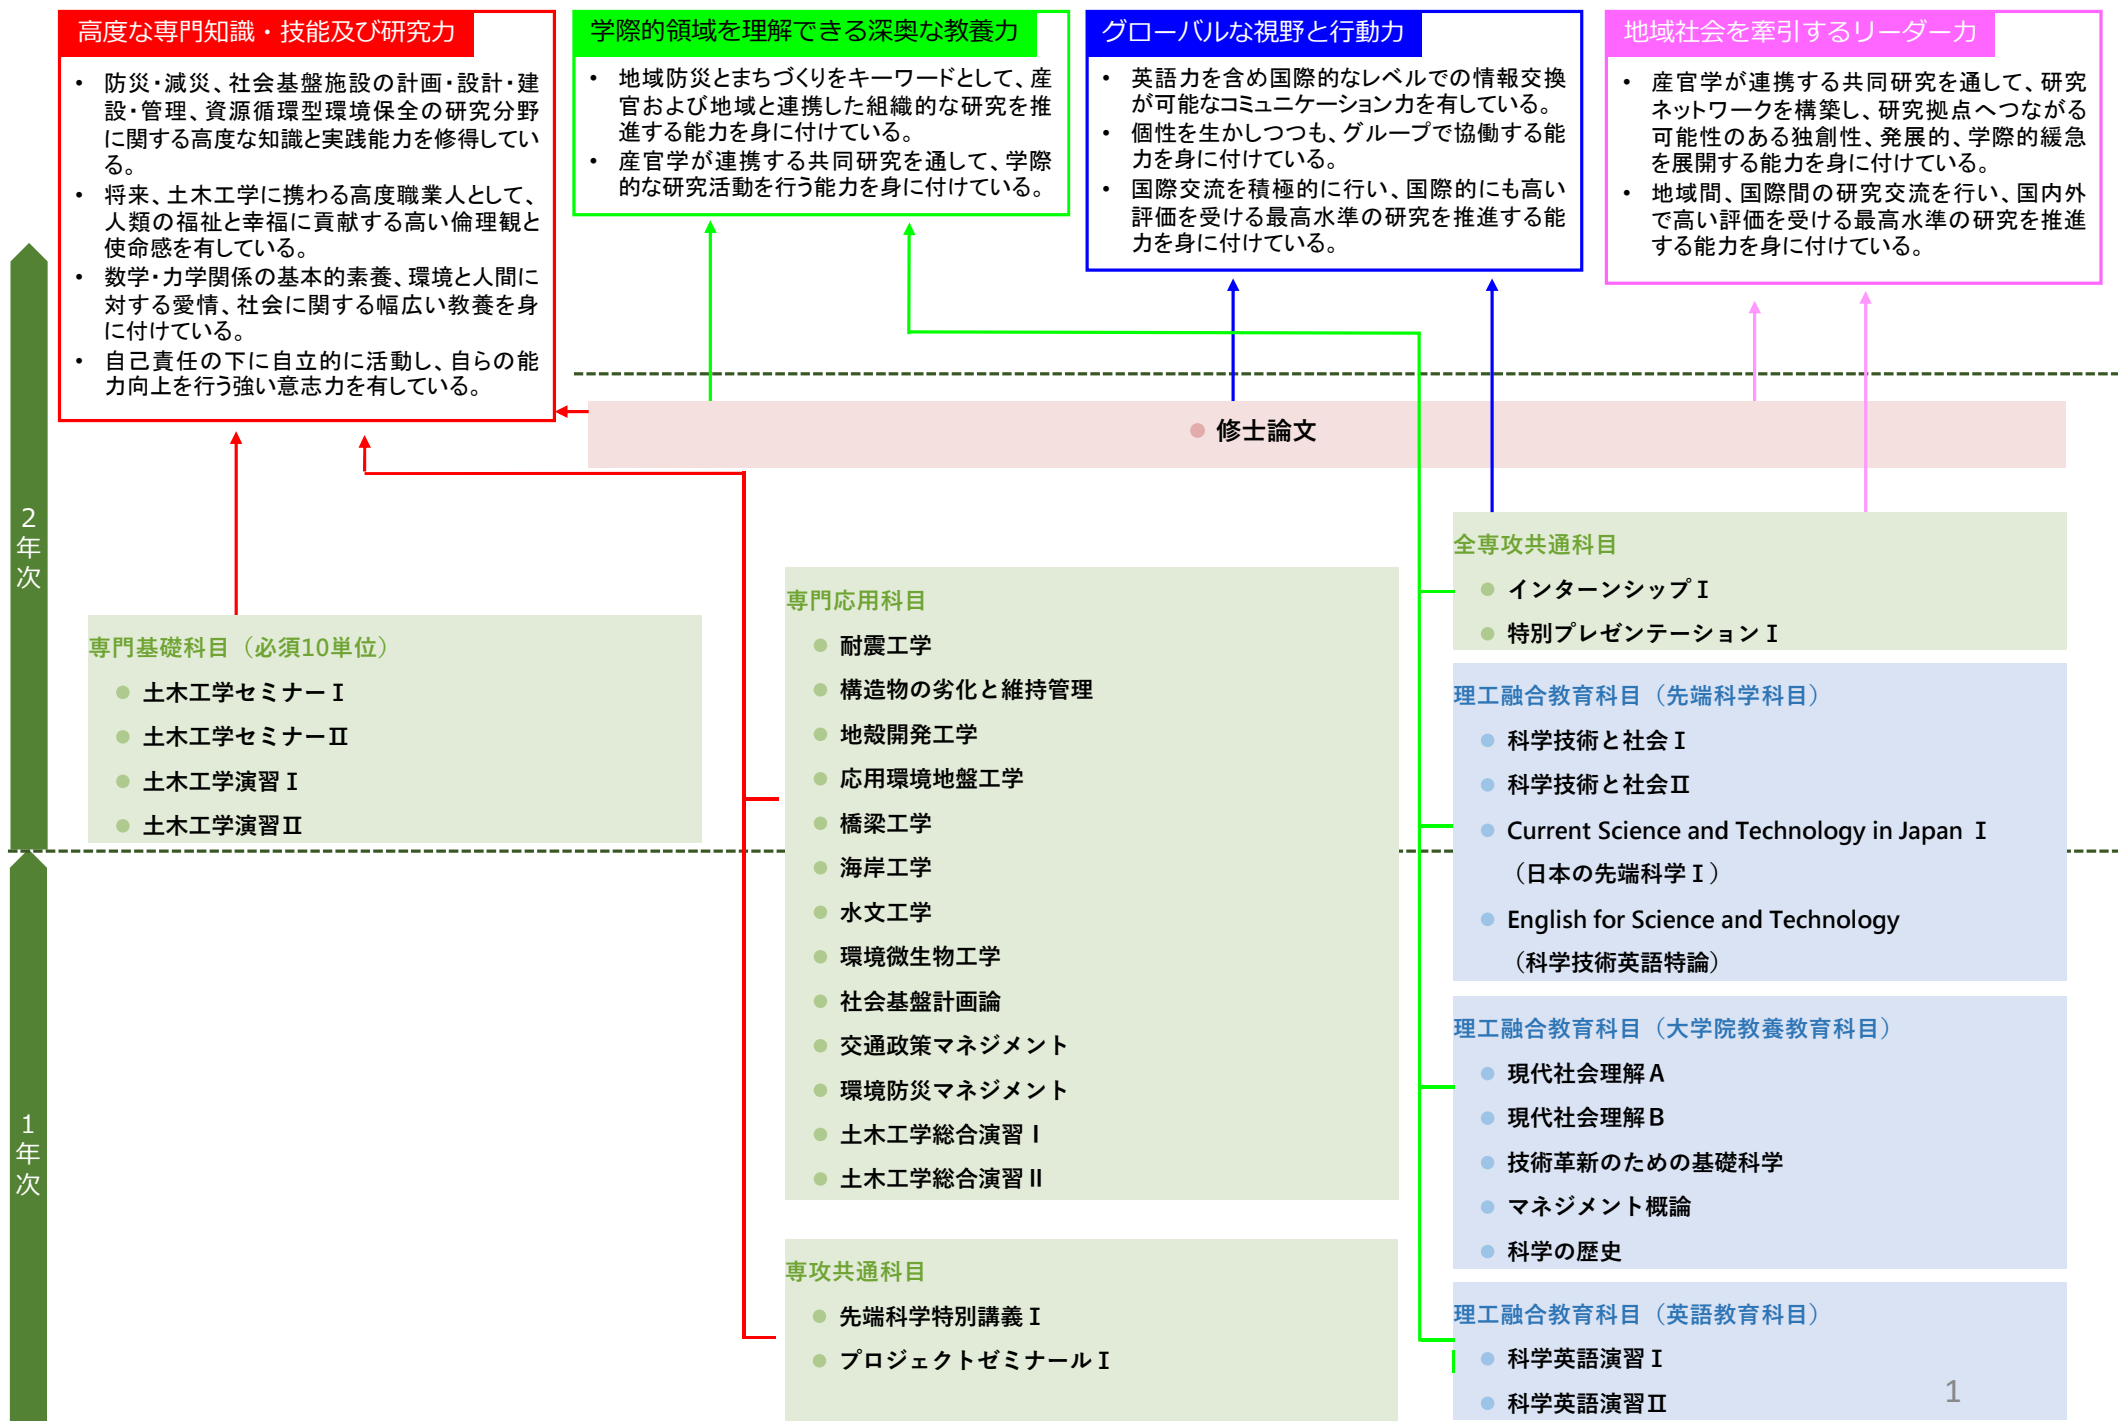 高度な専門知識・技能及び研究力
• 防災・減災、社会基盤施設の計画・設計・建
設・管理、資源循環型環境保全の研究分野
に関する高度な知識と実践能力を修得してい
る。
• 将来、土木工学に携わる高度職業人として、
人類の福祉と幸福に貢献する高い倫理観と
使命感を有している。
• 数学・力学関係の基本的素養、環境と人間に
対する愛情、社会に関する幅広い教養を身
に付けている。
• 自己責任の下に自立的に活動し、自らの能
力向上を行う強い意志力を有している。
学際的領域を理解できる深奥な教養力
• 地域防災とまちづくりをキーワードとして、産
官および地域と連携した組織的な研究を推
進する能力を身に付けている。
• 産官学が連携する共同研究を通して、学際
的な研究活動を行う能力を身に付けている。
グローバルな視野と行動力
• 英語力を含め国際的なレベルでの情報交換
が可能なコミュニケーション力を有している。
• 個性を生かしつつも、グループで協働する能
力を身に付けている。
• 国際交流を積極的に行い、国際的にも高い
評価を受ける最高水準の研究を推進する能
力を身に付けている。
地域社会を牽引するリーダー力
• 産官学が連携する共同研究を通して、研究
ネットワークを構築し、研究拠点へつながる
可能性のある独創性、発展的、学際的緩急
を展開する能力を身に付けている。
• 地域間、国際間の研究交流を行い、国内外
で高い評価を受ける最高水準の研究を推進
する能力を身に付けている。
● 修士論文
2年次
1年次
専門基礎科目（必須10単位）
● 土木工学セミナーⅠ
● 土木工学セミナーⅡ
● 土木工学演習Ⅰ
● 土木工学演習Ⅱ
専門応用科目
● 耐震工学
● 構造物の劣化と維持管理
● 地殻開発工学
● 応用環境地盤工学
● 橋梁工学
● 海岸工学
● 水文工学
● 環境微生物工学
● 社会基盤計画論
● 交通政策マネジメント
● 環境防災マネジメント
● 土木工学総合演習Ⅰ
● 土木工学総合演習Ⅱ
専攻共通科目
● 先端科学特別講義Ⅰ
● プロジェクトゼミナールⅠ
全専攻共通科目
● インターンシップⅠ
● 特別プレゼンテーションⅠ
理工融合教育科目（先端科学科目）
● 科学技術と社会Ⅰ
● 科学技術と社会Ⅱ
● Current Science and Technology in Japan Ⅰ
（日本の先端科学Ⅰ）
● English for Science and Technology
（科学技術英語特論）
理工融合教育科目（大学院教養教育科目）
● 現代社会理解Ａ
● 現代社会理解Ｂ
● 技術革新のための基礎科学
● マネジメント概論
● 科学の歴史
理工融合教育科目（英語教育科目）
● 科学英語演習Ⅰ
● 科学英語演習Ⅱ
1